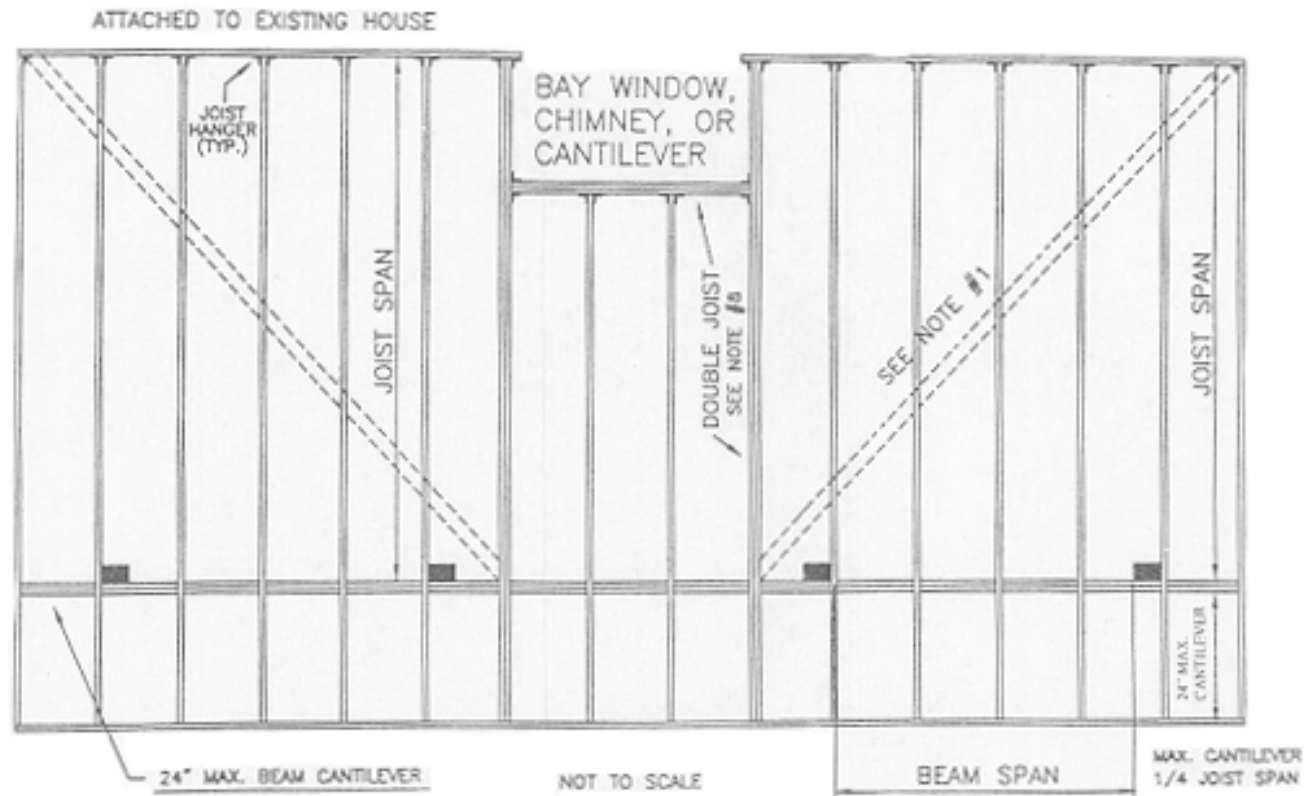 ATTACHED TO EXISTING HOUSE
JOIST
HANGER
(TYP.)
BAY WINDOW,
CHIMNEY, OR
CANTILEVER
JOIST SPAN
DOUBLE JOIST
SEE NOTE #8
SEE NOTE #1
JOIST SPAN
24" MAX.
CANTILEVER
24" MAX. BEAM CANTILEVER
NOT TO SCALE
BEAM SPAN
MAX. CANTILEVER
1/4 JOIST SPAN